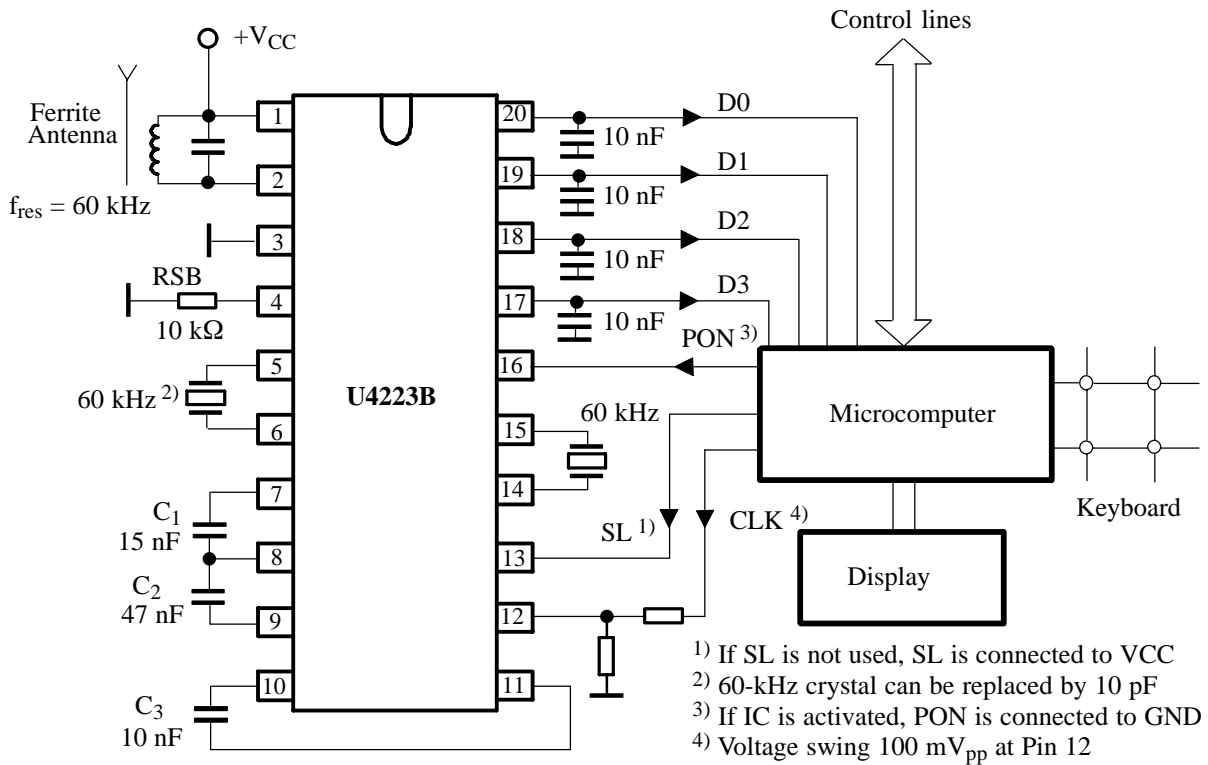 Control lines
+VCC
Ferrite
Antenna
fres = 60 kHz
1
2
3
RSB
4
10 kΩ
5
60 kHz 2)
6
7
C1
15 nF
8
C2
47 nF
9
10
C3
10 nF
U4223B
20
10 nF
D0
19
10 nF
D1
18
10 nF
D2
17
10 nF
D3
16
PON 3)
15
60 kHz
14
13
SL 1)
CLK 4)
12
11
Microcomputer
Keyboard
Display
1) If SL is not used, SL is connected to VCC
2) 60-kHz crystal can be replaced by 10 pF
3) If IC is activated, PON is connected to GND
4) Voltage swing 100 mVpp at Pin 12